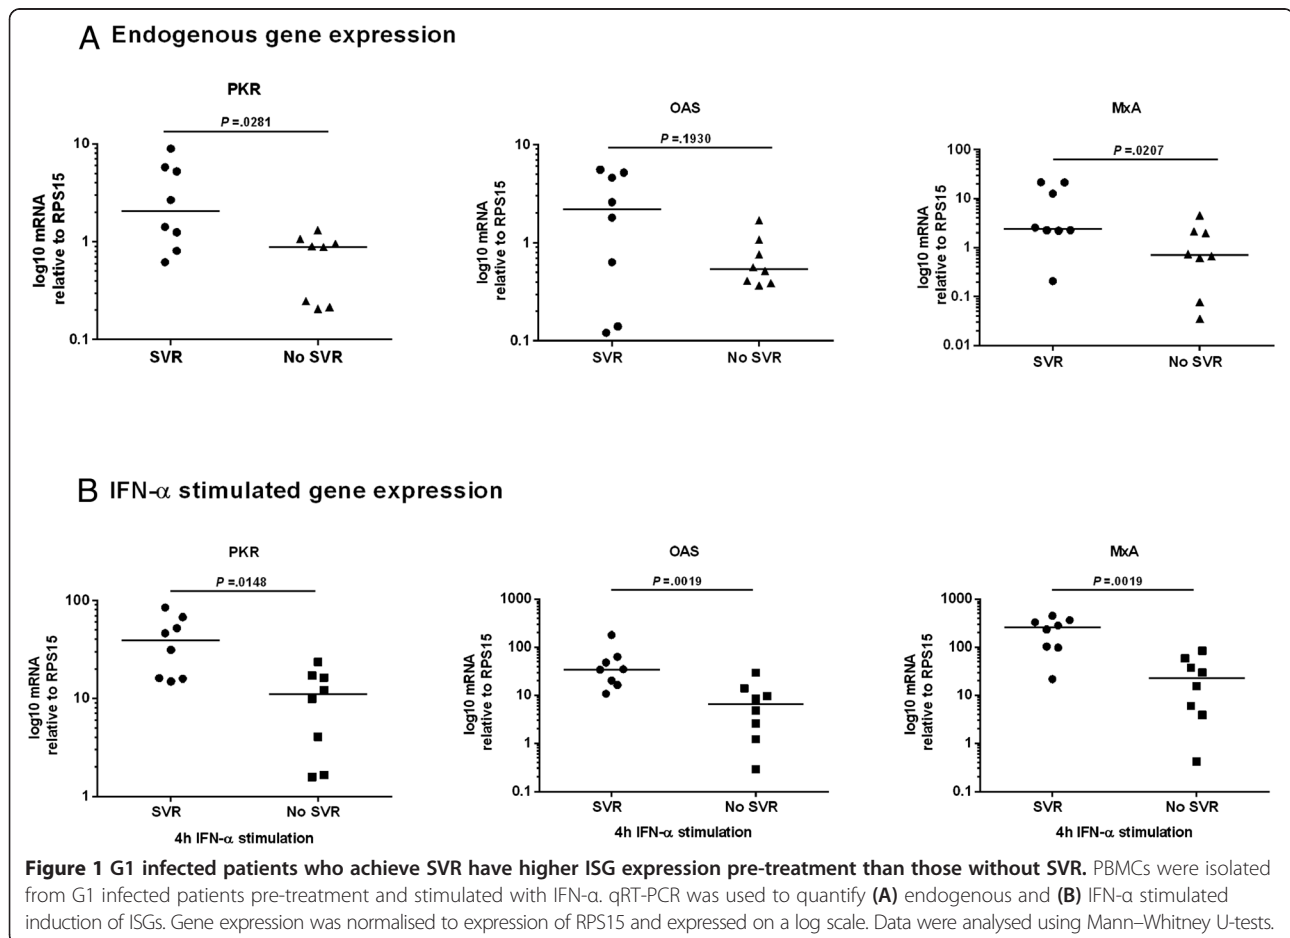 A Endogenous gene expression
PKR
P =.0281
log10 mRNA
relative to RPS15
10
1
0.1
SVR
No SVR
OAS
P =.1930
log10 mRNA
relative to RPS15
10
1
0.1
SVR
No SVR
MxA
P =.0207
log10 mRNA
relative to RPS15
100
10
1
0.1
0.01
SVR
No SVR
B IFN-α stimulated gene expression
PKR
P =.0148
log10 mRNA
relative to RPS15
100
10
1
SVR
No SVR
4h IFN-α stimulation
OAS
P =.0019
log10 mRNA
relative to RPS15
1000
100
10
1
0.1
SVR
No SVR
4h IFN-α stimulation
MxA
P =.0019
log10 mRNA
relative to RPS15
1000
100
10
1
0.1
SVR
No SVR
4h IFN-α stimulation
Figure 1 G1 infected patients who achieve SVR have higher ISG expression pre-treatment than those without SVR. PBMCs were isolated
from G1 infected patients pre-treatment and stimulated with IFN-α. qRT-PCR was used to quantify (A) endogenous and (B) IFN-α stimulated
induction of ISGs. Gene expression was normalised to expression of RPS15 and expressed on a log scale. Data were analysed using Mann–Whitney U-tests.